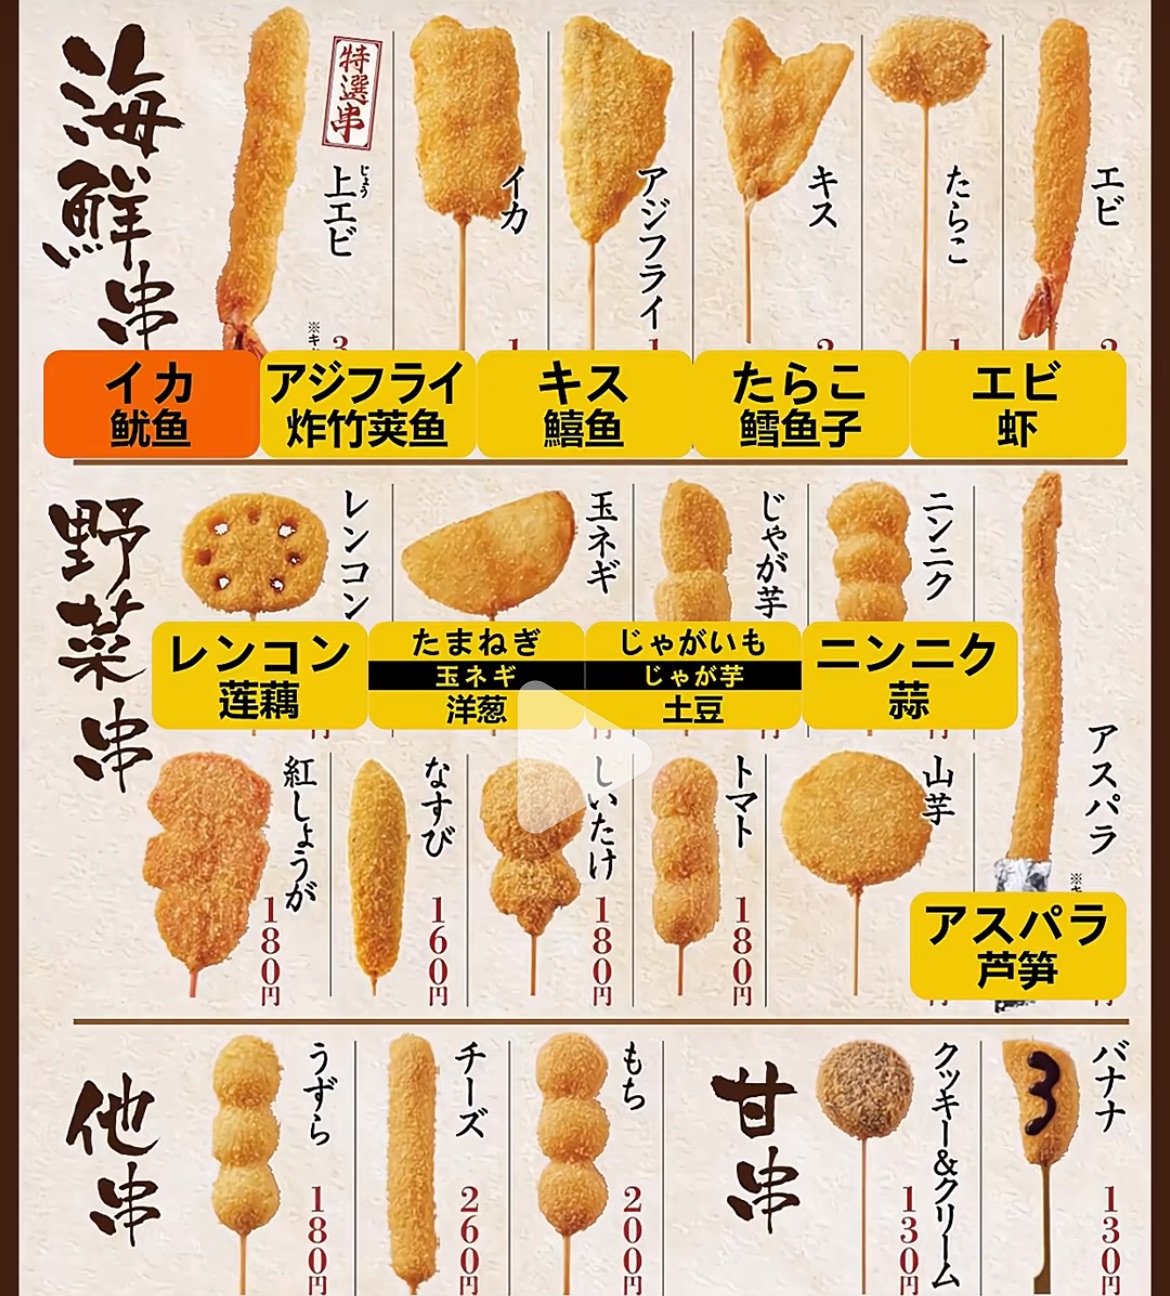 海鮮串
特選串
上エビ
じょう
イカ
アジフライ
キス
たらこ
エビ
イカ
鱿鱼
アジフライ
炸竹荚鱼
キス
鱚鱼
たらこ
鳕鱼子
エビ
虾
野菜串
レンコン
玉ネギ
じゃが芋
ニンニク
アスパラ
レンコン
莲藕
たまねぎ
玉ネギ
洋葱
じゃがいも
じゃが芋
土豆
ニンニク
蒜
紅しょうが
180円
なすび
160円
しいたけ
180円
トマト
180円
山芋
アスパラ
芦笋
他串
うずら
180円
チーズ
260円
もち
200円
甘串
クッキー&クリーム
130円
バナナ
130円